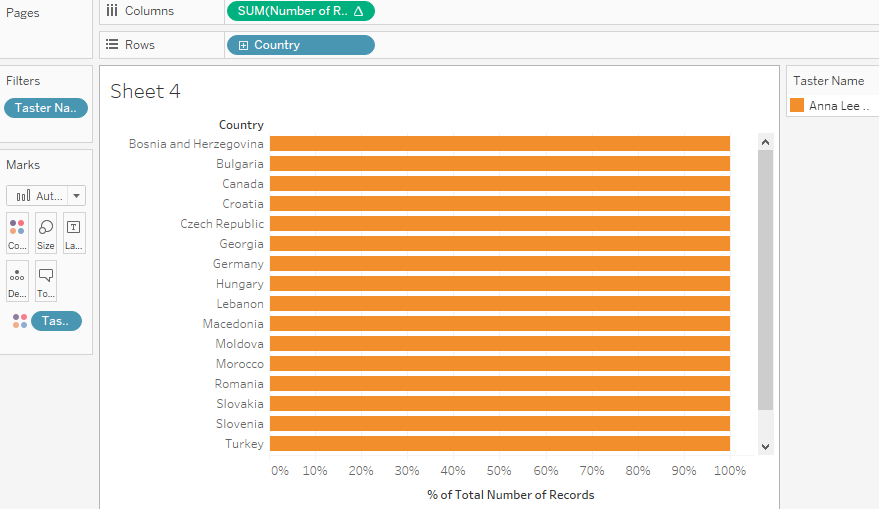 Pages
Columns
SUM(Number of R.. Δ
Rows
Country
Filters
Taster Na..
Marks
Aut...
Co...
Size
La...
De...
To...
Tas..
Sheet 4
Country
Bosnia and Herzegovina
Bulgaria
Canada
Croatia
Czech Republic
Georgia
Germany
Hungary
Lebanon
Macedonia
Moldova
Morocco
Romania
Slovakia
Slovenia
Turkey
0% 10% 20% 30% 40% 50% 60% 70% 80% 90% 100%
% of Total Number of Records
Taster Name
Anna Lee ..